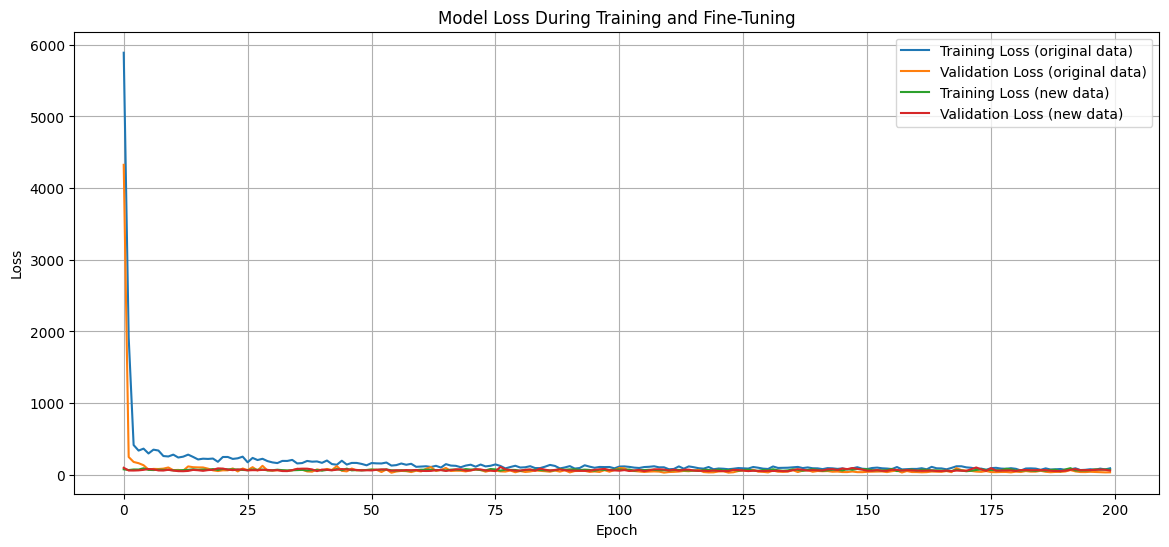 Model Loss During Training and Fine-Tuning
6000
5000
4000
3000
2000
1000
0
Loss
Training Loss (original data)
Validation Loss (original data)
Training Loss (new data)
Validation Loss (new data)
0 25 50 75 100 125 150 175 200
Epoch